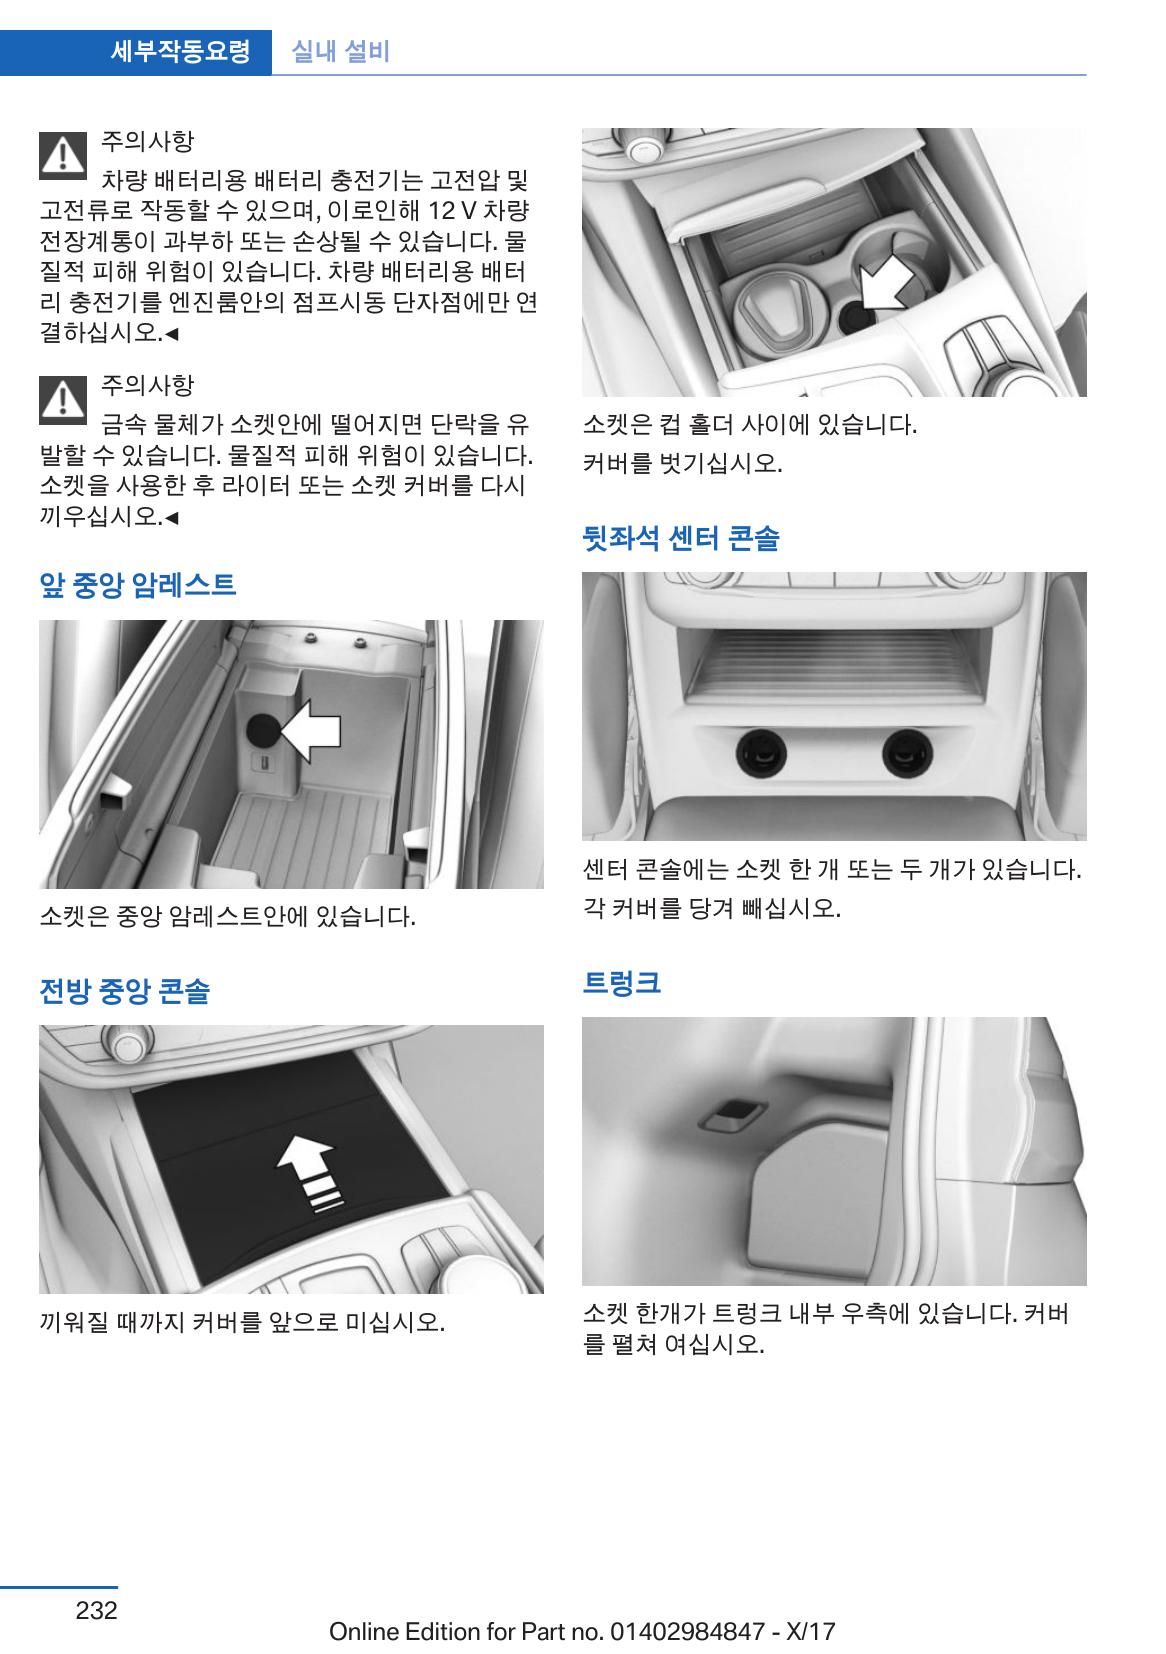 세부작동요령 실내 설비
주의사항
차량 배터리용 배터리 충전기는 고전압 및
고전류로 작동할 수 있으며, 이로인해 12 V 차량
전장계통이 과부하 또는 손상될 수 있습니다. 물
질적 피해 위험이 있습니다. 차량 배터리용 배터
리 충전기를 엔진룸안의 점프시동 단자점에만 연
결하십시오.◄
주의사항
금속 물체가 소켓안에 떨어지면 단락을 유
발할 수 있습니다. 물질적 피해 위험이 있습니다.
소켓을 사용한 후 라이터 또는 소켓 커버를 다시
끼우십시오.◄
앞 중앙 암레스트
소켓은 중앙 암레스트안에 있습니다.
전방 중앙 콘솔
끼워질 때까지 커버를 앞으로 미십시오.
소켓은 컵 홀더 사이에 있습니다.
커버를 벗기십시오.
뒷좌석 센터 콘솔
센터 콘솔에는 소켓 한 개 또는 두 개가 있습니다.
각 커버를 당겨 빼십시오.
트렁크
소켓 한개가 트렁크 내부 우측에 있습니다. 커버
를 펼쳐 여십시오.
232
Online Edition for Part no. 01402984847 - X/17